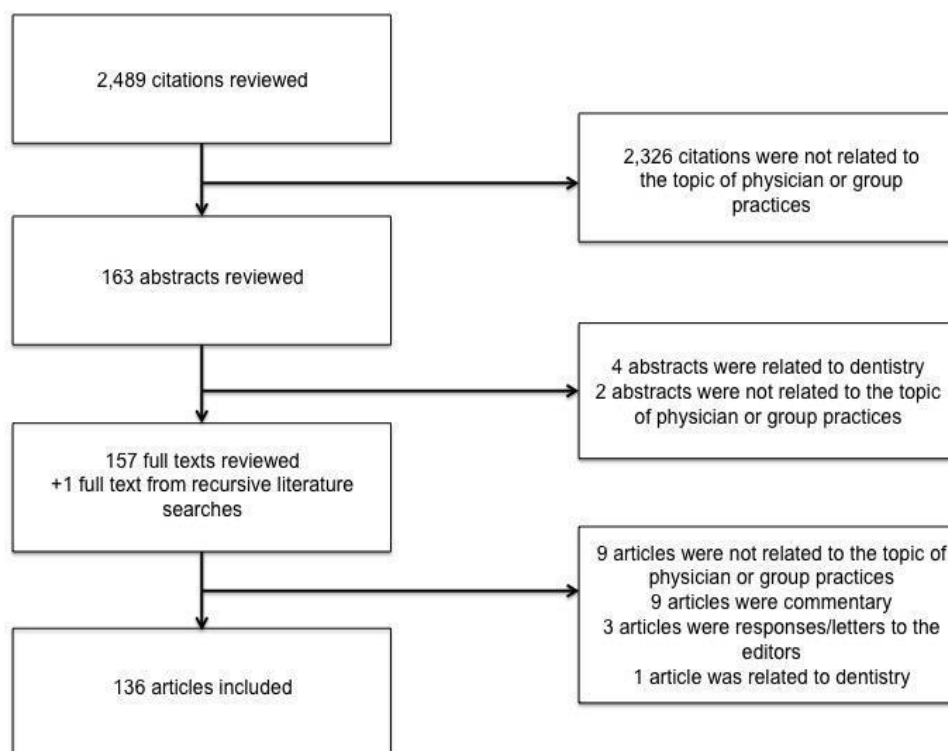 2,489 citations reviewed
2,326 citations were not related to
the topic of physician or group
practices
163 abstracts reviewed
4 abstracts were related to dentistry
2 abstracts were not related to the topic
of physician or group practices
157 full texts reviewed
+1 full text from recursive literature
searches
9 articles were not related to the topic of
physician or group practices
9 articles were commentary
3 articles were responses/letters to the
editors
1 article was related to dentistry
136 articles included